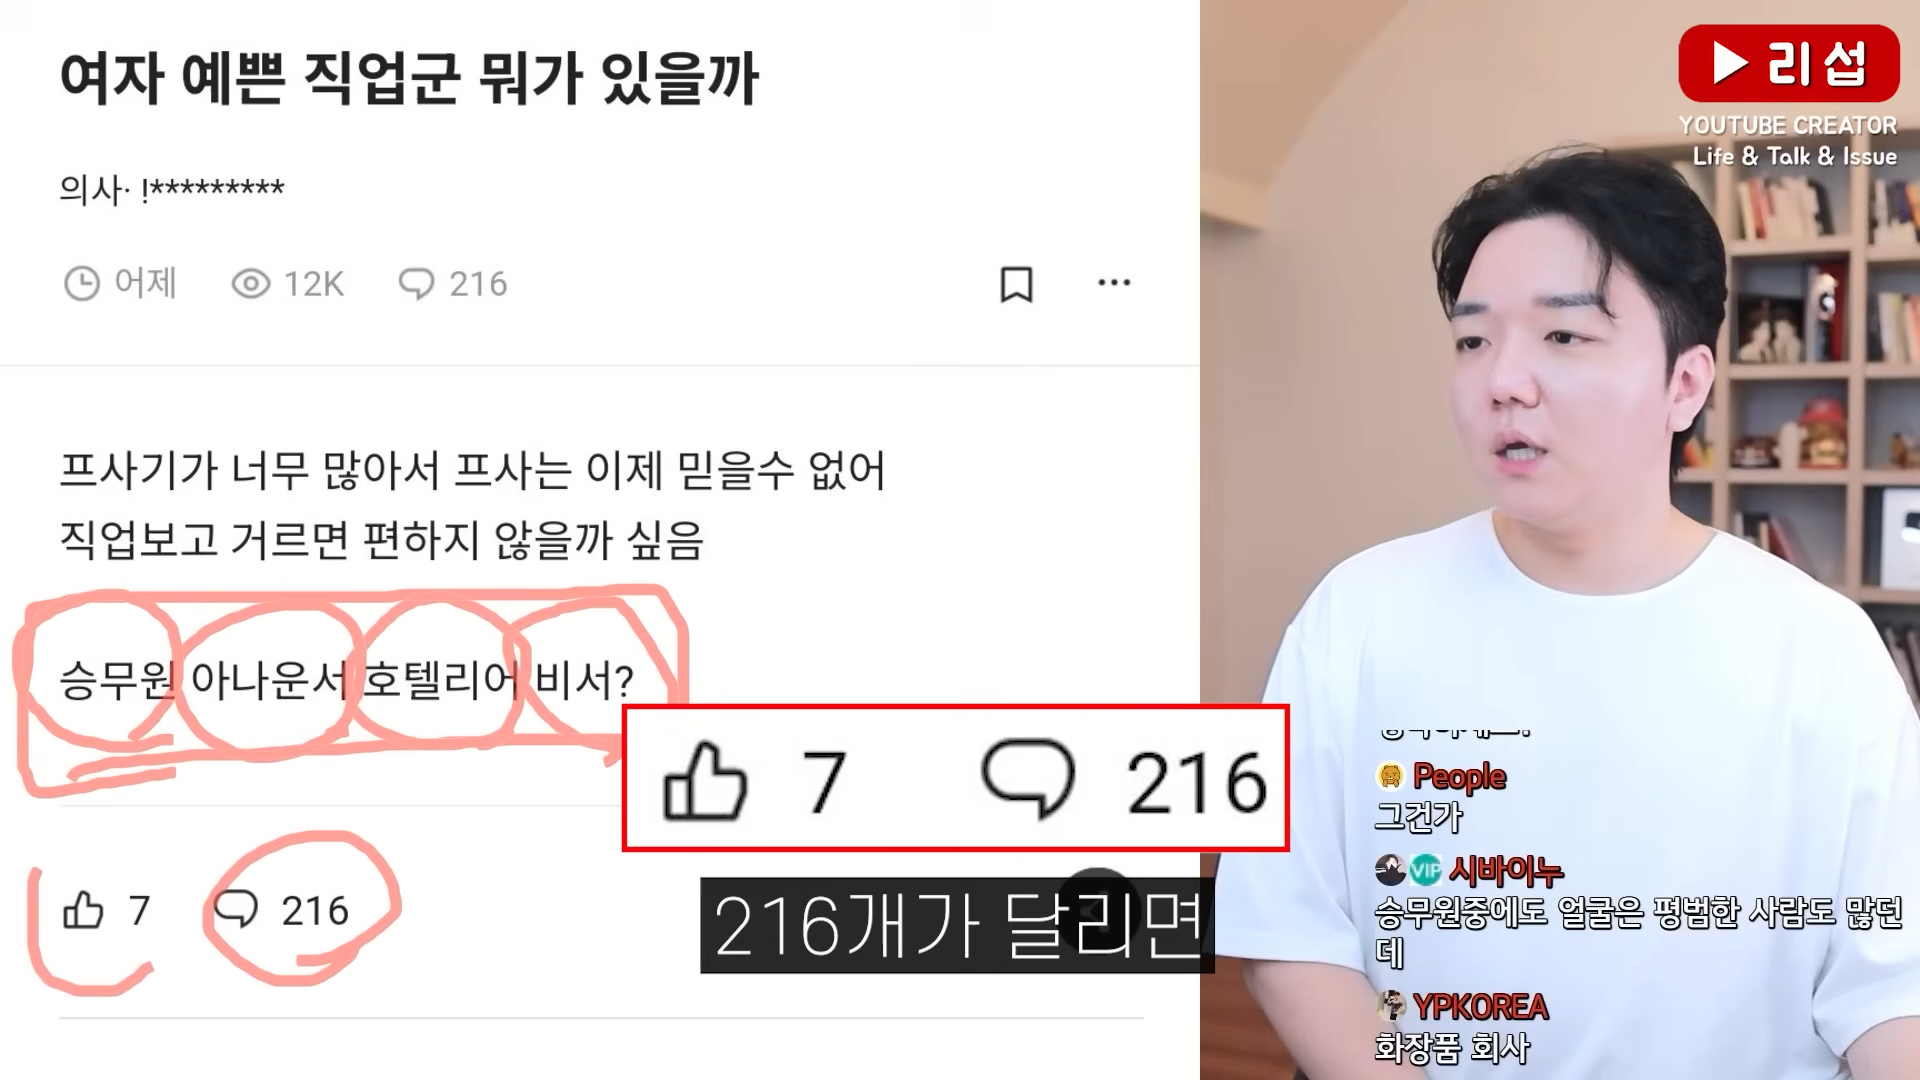 여자 예쁜 직업군 뭐가 있을까
의사· !*********
어제 12K 216
프사기가 너무 많아서 프사는 이제 믿을수 없어
직업보고 거르면 편하지 않을까 싶음
승무원 아나운서 호텔리어 비서?
7 216
7 216
216개가 달리면
리섭
YOUTUBE CREATOR
Life & Talk & Issue
People
그건가
VIP 시바이누
승무원중에도 얼굴은 평범한 사람도 많던
데
YPKOREA
화장품 회사